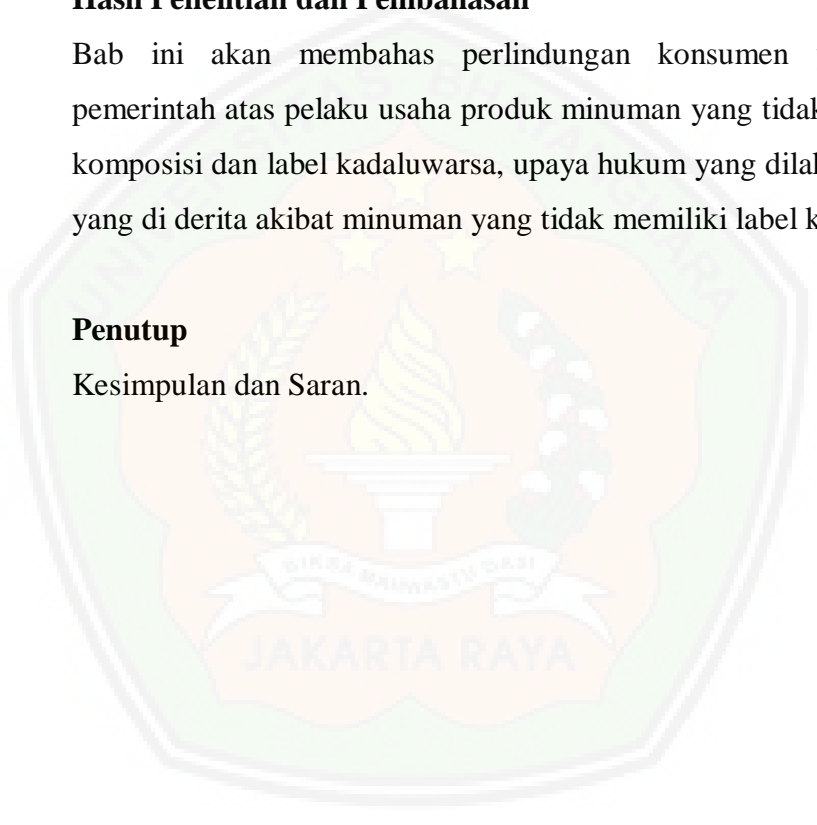 Hasil Penelitian dan Pembahasan
Bab ini akan membahas perlindungan konsumen
pemerintah atas pelaku usaha produk minuman yang tidak
komposisi dan label kadaluwarsa, upaya hukum yang
yang di derita akibat minuman yang tidak memiliki label
Penutup
Kesimpulan dan Saran.
JAKARTA RAYA